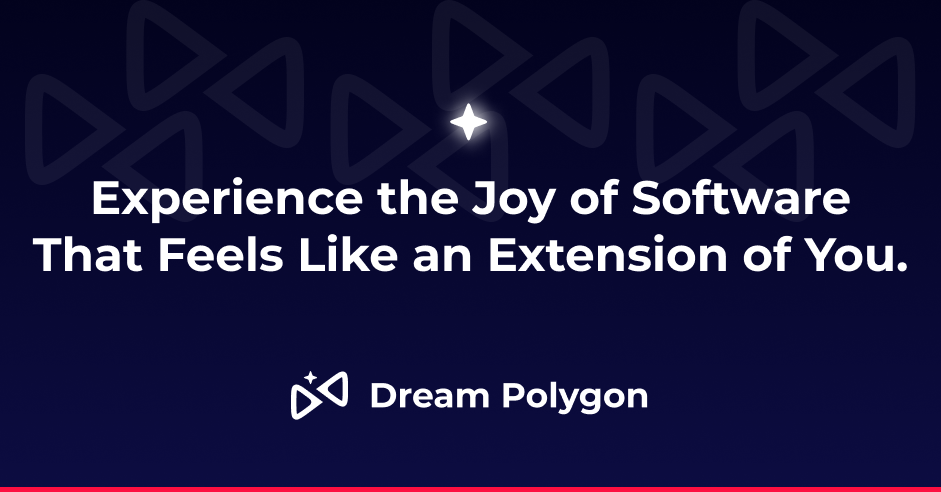 Experience the Joy of Software
That Feels Like an Extension of You.
Dream Polygon